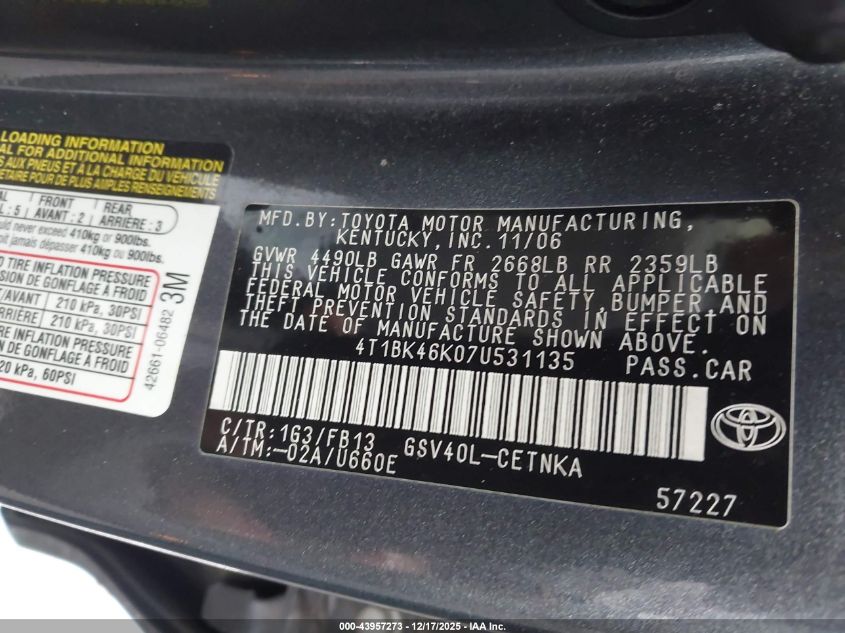 LOADING INFORMATION
AL FOR ADDITIONAL INFORMATION
AUX PNEUS ET À LA CHARGE DU VÉHICULE
ÉTAIRE POUR DE PLUS AMPLES RENSEIGNEMENTS
FRONT
REAR
: 5
AVANT : 2
ARRIÈRE : 3
never exceed 410kg or 900lbs.
jamais dépasser 410kg ou 900lbs.
TIRE INFLATION PRESSURE
DE GONFLAGE À FROID
/AVANT
210 kPa, 30PSI
210 kPa, 30PSI
TIRE INFLATION PRESSURE
DE GONFLAGE À FROID
20 kPa, 60PSI
42661-06482
3M
MFD.BY:TOYOTA MOTOR MANUFACTURING,
KENTUCKY, INC.11/06
GVWR 4490LB GAWR FR 2668LB RR 2359LB
THIS VEHICLE CONFORMS TO ALL APPLICABLE
FEDERAL MOTOR VEHICLE SAFETY,BUMPER,AND
THEFT PREVENTION STANDARDS IN EFFECT ON
THE DATE OF MANUFACTURE SHOWN ABOVE.
4T1BK46K07U531135
PASS.CAR
C/TR:1G3/FB13
GSV40L-CETNKA
A/TM:-02A/U660E
TOYOTA
57227
000-43957273 - 12/17/2025 - IAA Inc.